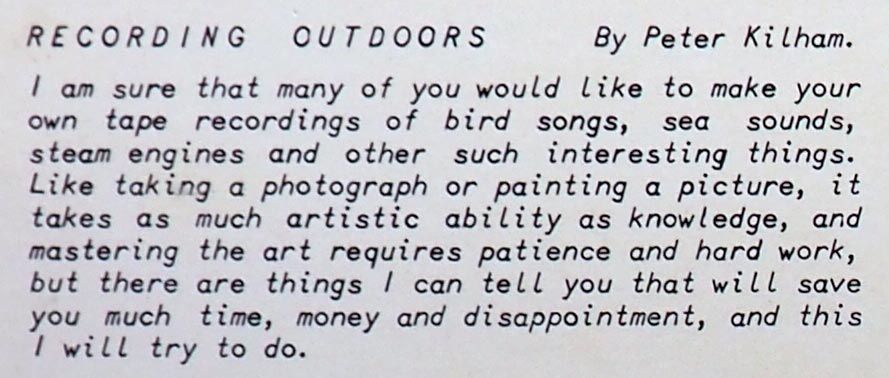 RECORDING OUTDOORS By Peter Kilham.
I am sure that many of you would like to make your
own tape recordings of bird songs, sea sounds,
steam engines and other such interesting things.
Like taking a photograph or painting a picture, it
takes as much artistic ability as knowledge, and
mastering the art requires patience and hard work,
but there are things I can tell you that will save
you much time, money and disappointment, and this
I will try to do.